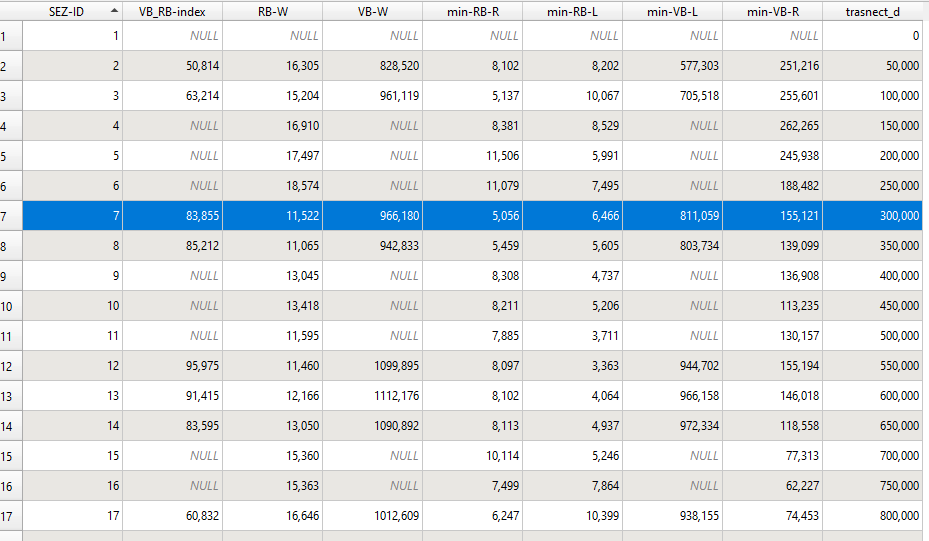 SEZ-ID VB_RB-index RB-W VB-W min-RB-R min-RB-L min-VB-L min-VB-R trasnect_d
1 1 NULL NULL NULL NULL NULL NULL NULL 0
2 2 50,814 16,305 828,520 8,102 8,202 577,303 251,216 50,000
3 3 63,214 15,204 961,119 5,137 10,067 705,518 255,601 100,000
4 4 NULL 16,910 NULL 8,381 8,529 NULL 262,265 150,000
5 5 NULL 17,497 NULL 11,506 5,991 NULL 245,938 200,000
6 6 NULL 18,574 NULL 11,079 7,495 NULL 188,482 250,000
7 7 83,855 11,522 966,180 5,056 6,466 811,059 155,121 300,000
8 8 85,212 11,065 942,833 5,459 5,605 803,734 139,099 350,000
9 9 NULL 13,045 NULL 8,308 4,737 NULL 136,908 400,000
10 10 NULL 13,418 NULL 8,211 5,206 NULL 113,235 450,000
11 11 NULL 11,595 NULL 7,885 3,711 NULL 130,157 500,000
12 12 95,975 11,460 1099,895 8,097 3,363 944,702 155,194 550,000
13 13 91,415 12,166 1112,176 8,102 4,064 966,158 146,018 600,000
14 14 83,595 13,050 1090,892 8,113 4,937 972,334 118,558 650,000
15 15 NULL 15,360 NULL 10,114 5,246 NULL 77,313 700,000
16 16 NULL 15,363 NULL 7,499 7,864 NULL 62,227 750,000
17 17 60,832 16,646 1012,609 6,247 10,399 938,155 74,453 800,000